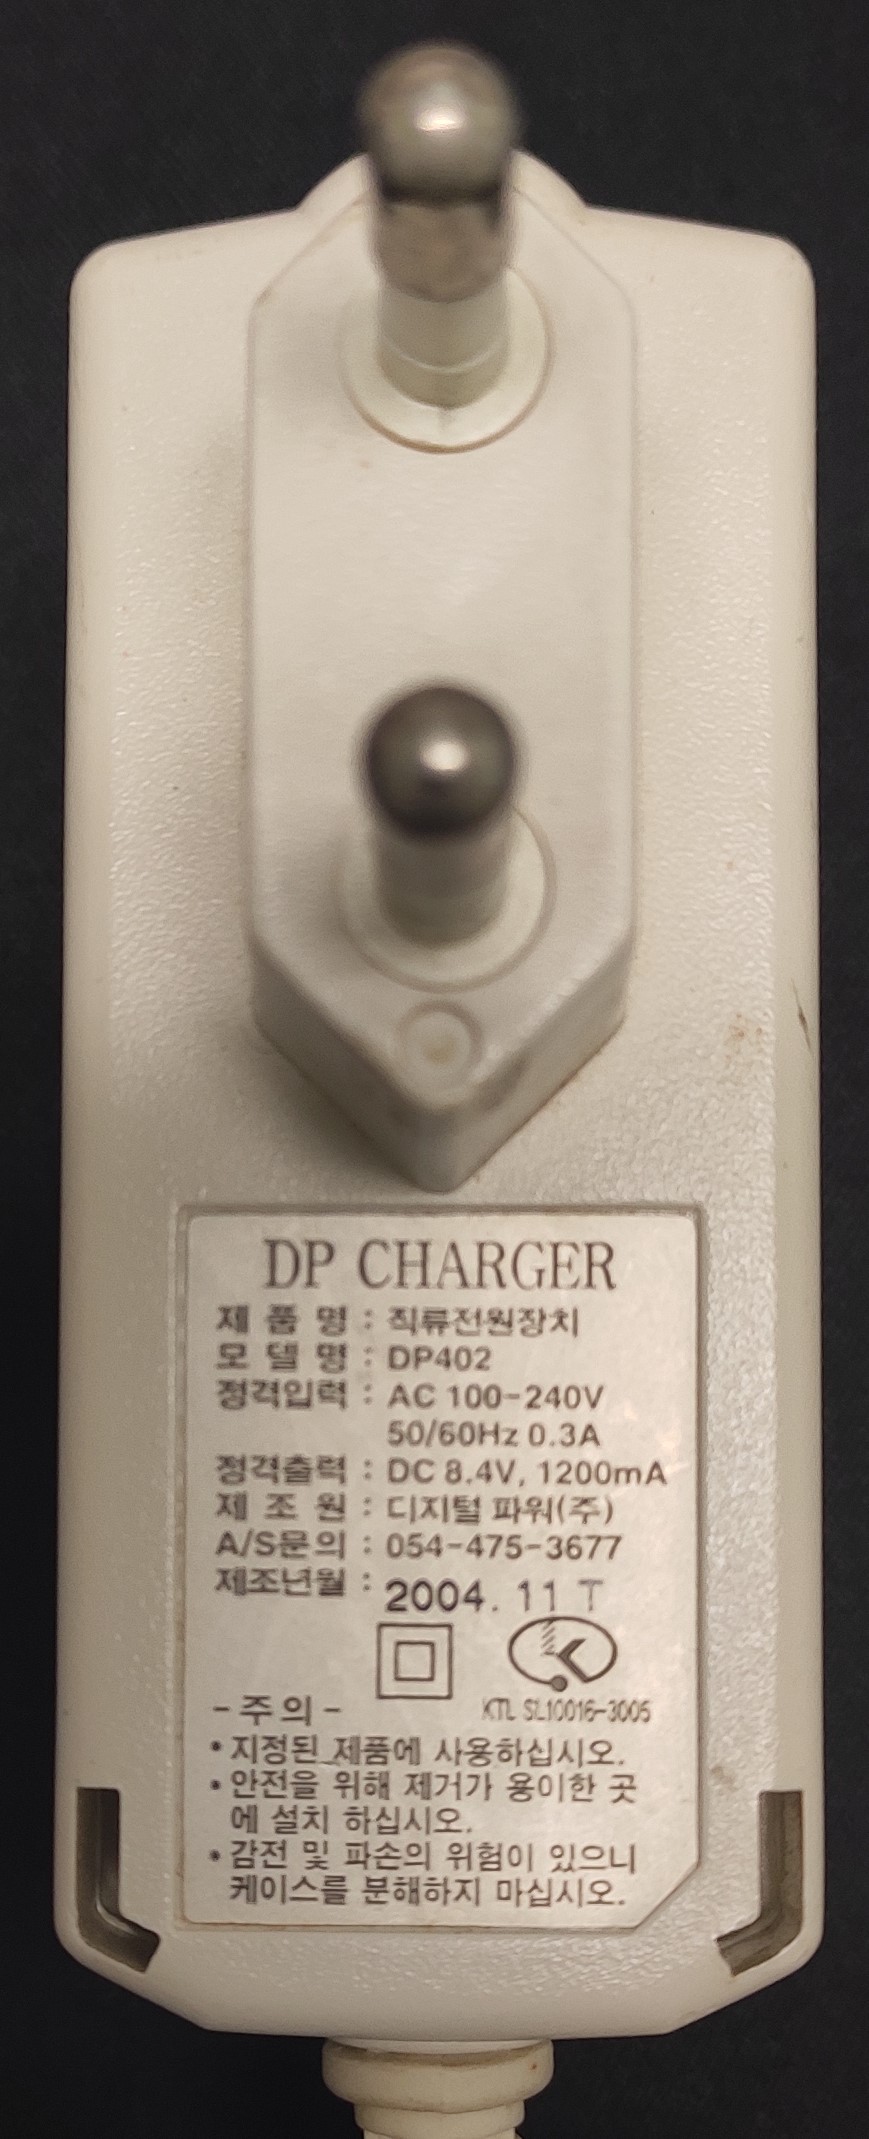 DP CHARGER
제 품 명 : 직류전원장치
모 델 명 : DP402
정격입력 : AC 100-240V
50/60Hz 0.3A
정격출력 : DC 8.4V, 1200mA
제 조 원 : 디지털 파워(주)
A/S문의 : 054-475-3677
제조년월 : 2004. 11 T
KTL SL10016-3005
- 주 의 -
• 지정된 제품에 사용하십시오.
• 안전을 위해 제거가 용이한 곳
에 설치 하십시오.
• 감전 및 파손의 위험이 있으니
케이스를 분해하지 마십시오.